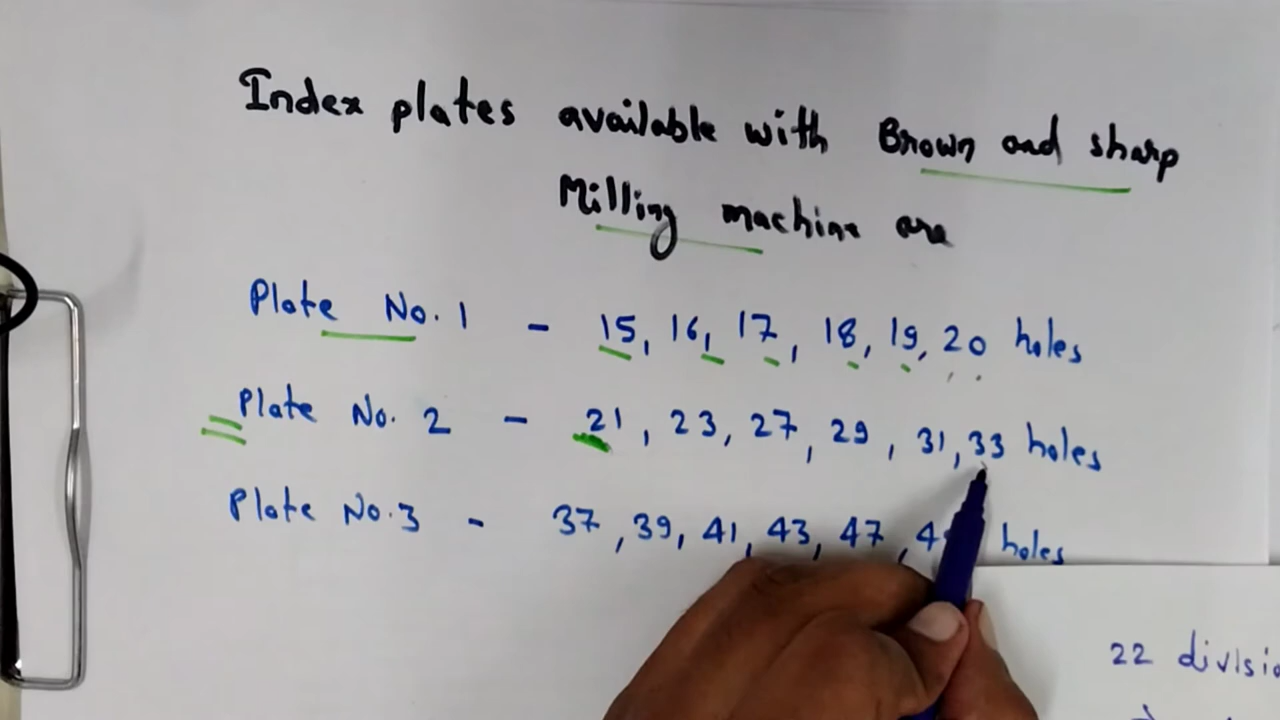 Index plates available with Brown and sharp
Milling machine are
Plate No. 1 - 15, 16, 17, 18, 19, 20 holes
Plate No. 2 - 21, 23, 27, 29, 31, 33 holes
Plate No. 3 - 37, 39, 41, 43, 47, holes
22